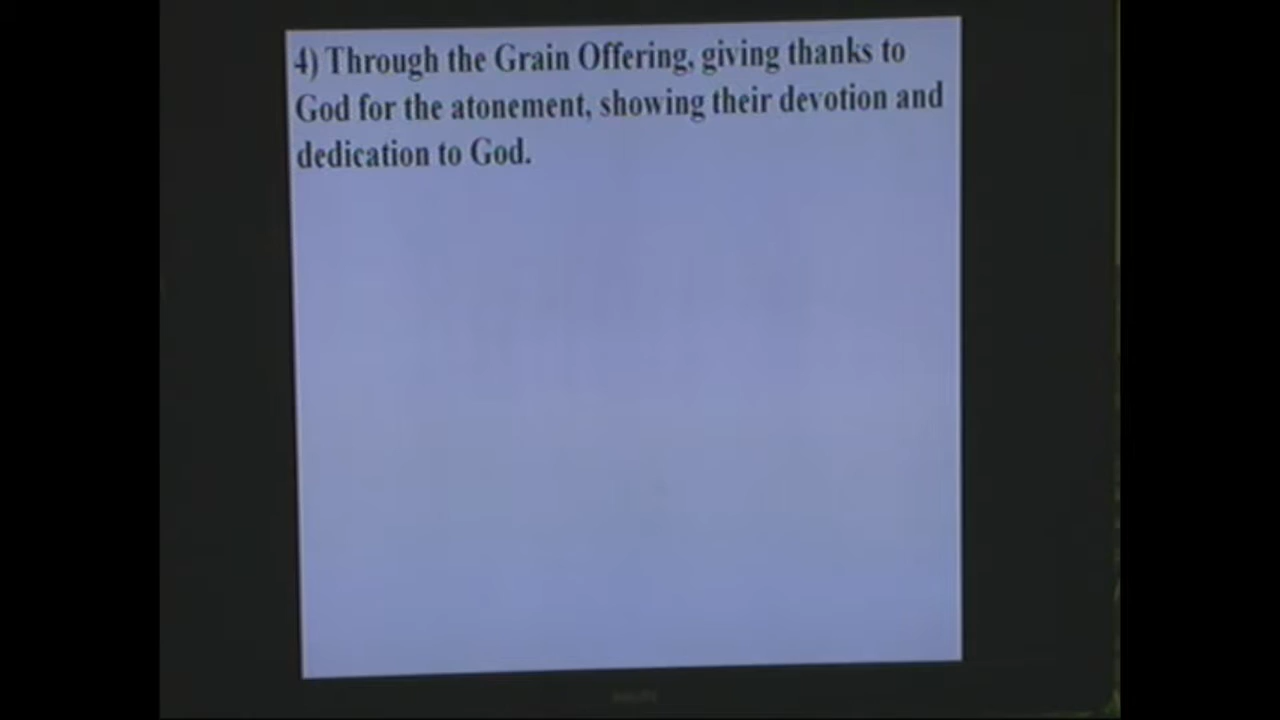 4) Through the Grain Offering, giving thanks to
God for the atonement, showing their devotion and
dedication to God.